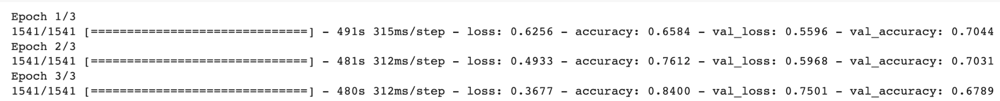 Epoch 1/3
1541/1541 [==============================] - 491s 315ms/step - loss: 0.6256 - accuracy: 0.6584 - val_loss: 0.5596 - val_accuracy: 0.7044
Epoch 2/3
1541/1541 [==============================] - 481s 312ms/step - loss: 0.4933 - accuracy: 0.7612 - val_loss: 0.5968 - val_accuracy: 0.7031
Epoch 3/3
1541/1541 [==============================] - 480s 312ms/step - loss: 0.3677 - accuracy: 0.8400 - val_loss: 0.7501 - val_accuracy: 0.6789